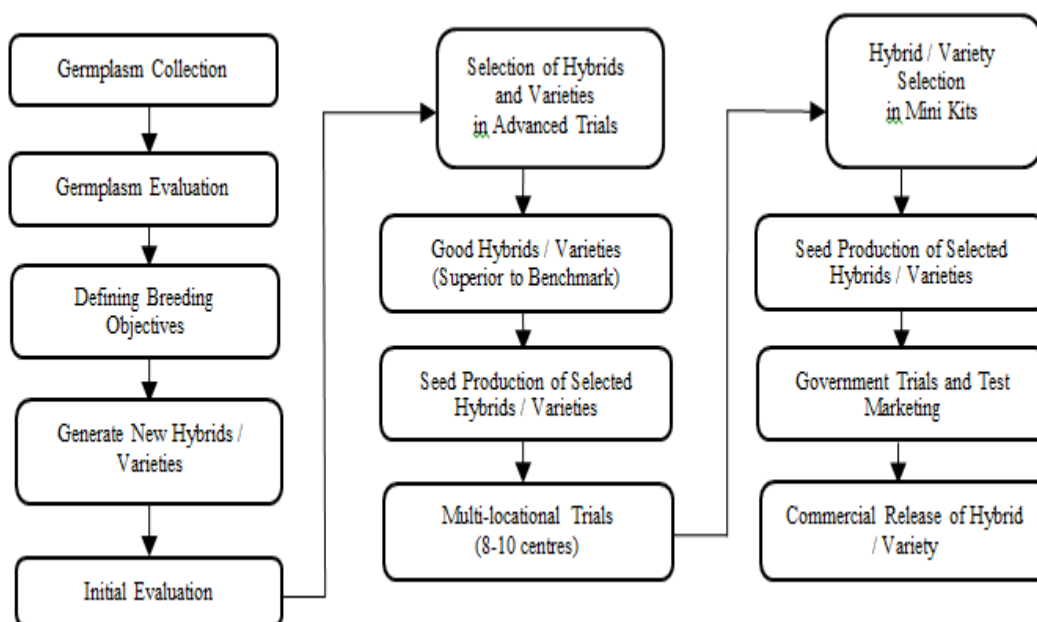 Germplasm Collection
Germplasm Evaluation
Defining Breeding
Objectives
Generate New Hybrids /
Varieties
Initial Evaluation
Selection of Hybrids
and Varieties
in Advanced Trials
Good Hybrids / Varieties
(Superior to Benchmark)
Seed Production of Selected
Hybrids / Varieties
Multi-locational Trials
(8-10 centres)
Hybrid / Variety
Selection
in Mini Kits
Seed Production of Selected
Hybrids / Varieties
Government Trials and Test
Marketing
Commercial Release of Hybrid
/ Variety